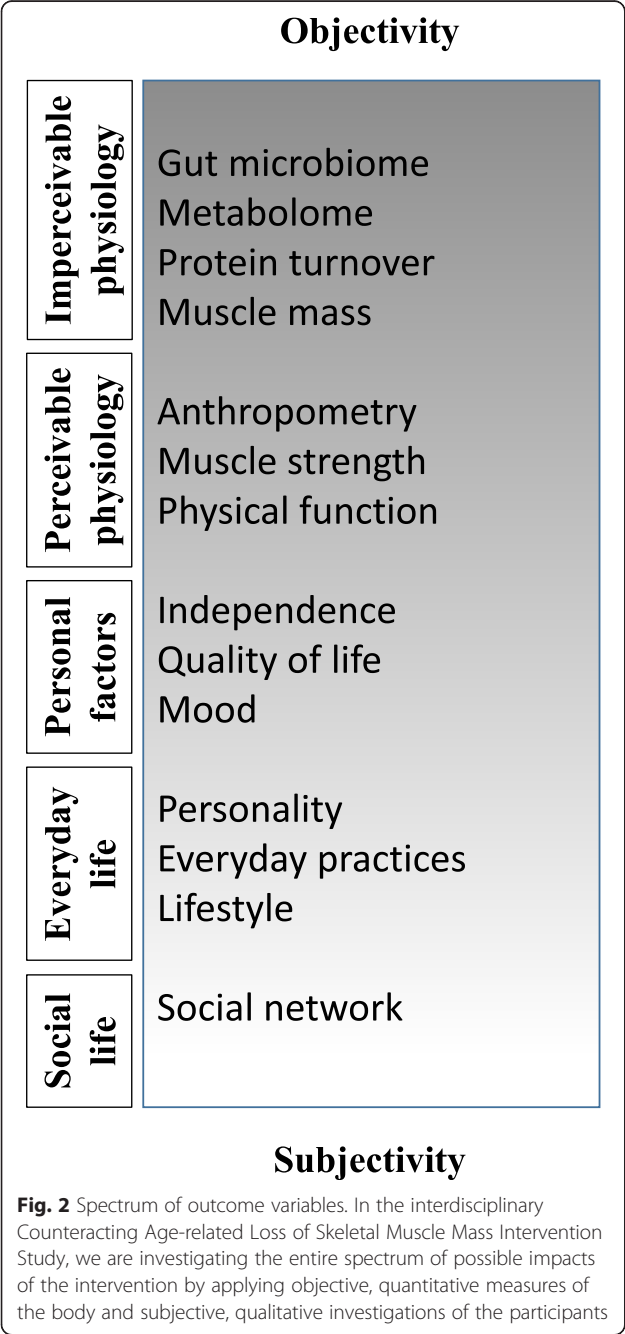 Objectivity
Imperceivable
physiology
Gut microbiome
Metabolome
Protein turnover
Muscle mass
Perceivable
physiology
Anthropometry
Muscle strength
Physical function
Personal
factors
Independence
Quality of life
Mood
Everyday
life
Personality
Everyday practices
Lifestyle
Social
life
Social network
Subjectivity
Fig. 2 Spectrum of outcome variables. In the interdisciplinary
Counteracting Age-related Loss of Skeletal Muscle Mass Intervention
Study, we are investigating the entire spectrum of possible impacts
of the intervention by applying objective, quantitative measures of
the body and subjective, qualitative investigations of the participants